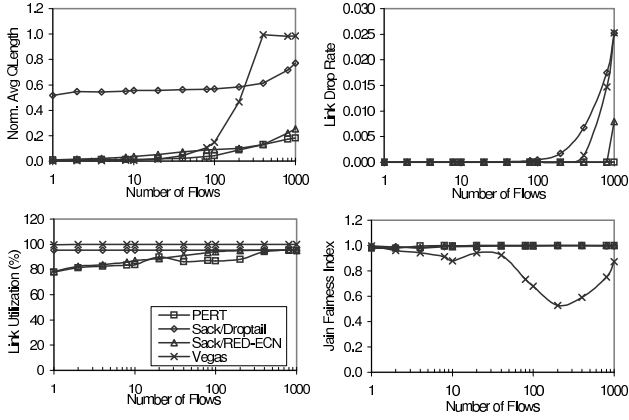 Norm. Avg QLength
1.2
1.0
0.8
0.6
0.4
0.2
0.0
1 10 100 1000
Number of Flows
Link Drop Rate
0.030
0.025
0.020
0.015
0.010
0.005
0.000
1 10 100 1000
Number of Flows
Link Utilization (%)
120
100
80
60
40
20
0
1 10 100 1000
Number of Flows
PERT
Sack/Droptail
Sack/RED-ECN
Vegas
Jain Fairness Index
1.2
1.0
0.8
0.6
0.4
0.2
0.0
1 10 100 1000
Number of Flows